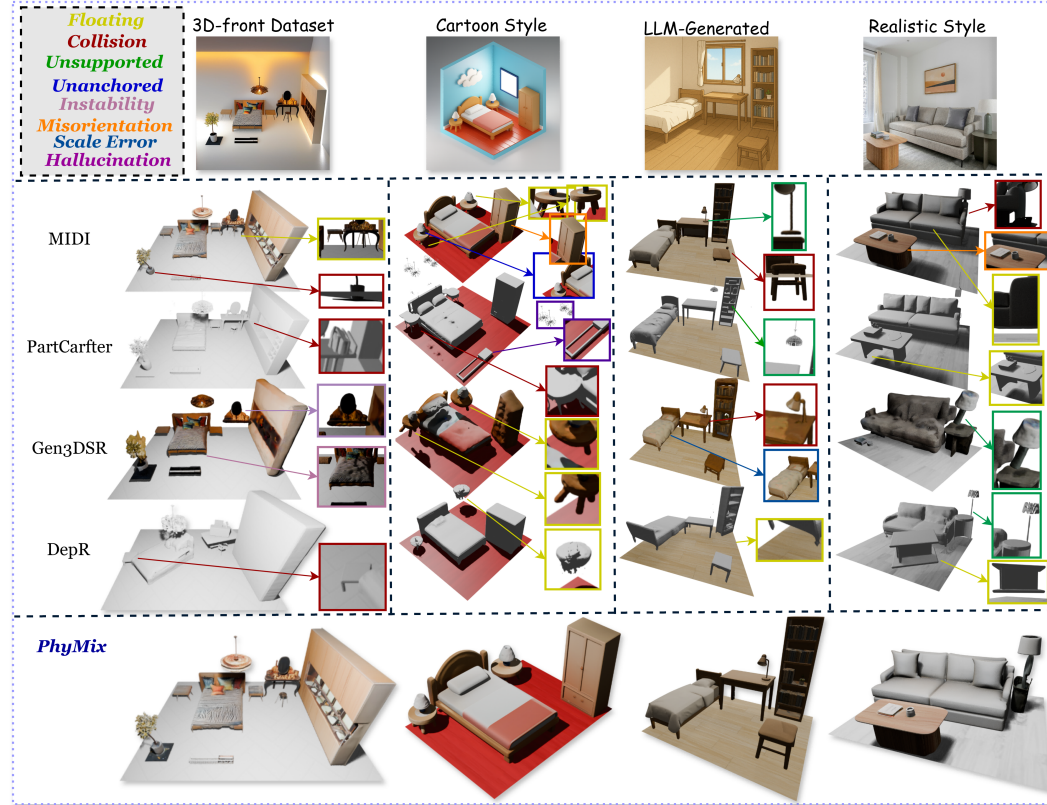 Floating
Collision
Unsupported
Unanchored
Instability
Misorientation
Scale Error
Hallucination
3D-front Dataset
Cartoon Style
LLM-Generated
Realistic Style
MIDI
PartCarfter
Gen3DSR
DepR
PhyMix